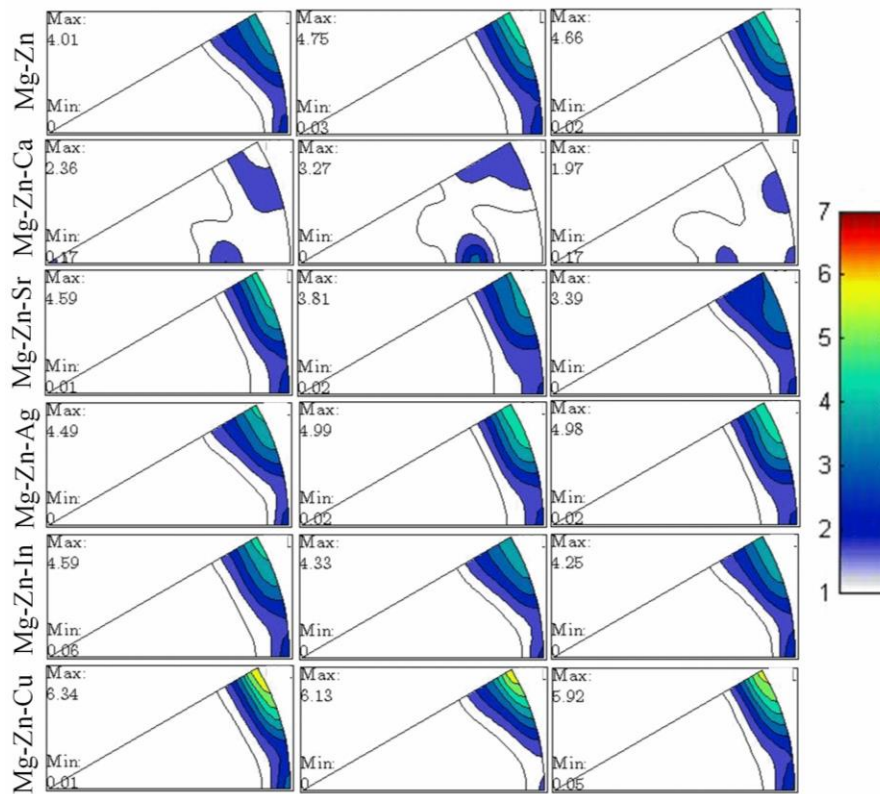 Mg-Zn
Max:
4.01
Min:
0
Max:
4.75
Min:
0.03
Max:
4.66
Min:
0.02
Mg-Zn-Ca
Max:
2.36
Min:
0.17
Max:
3.27
Min:
0
Max:
1.97
Min:
0.17
Mg-Zn-Sr
Max:
4.59
Min:
0.01
Max:
3.81
Min:
0.02
Max:
3.39
Min:
0
Mg-Zn-Ag
Max:
4.49
Min:
0
Max:
4.99
Min:
0.02
Max:
4.98
Min:
0.02
Mg-Zn-In
Max:
4.59
Min:
0.06
Max:
4.33
Min:
0
Max:
4.25
Min:
0
Mg-Zn-Cu
Max:
6.34
Min:
0.01
Max:
6.13
Min:
0
Max:
5.92
Min:
0.05
7
6
5
4
3
2
1